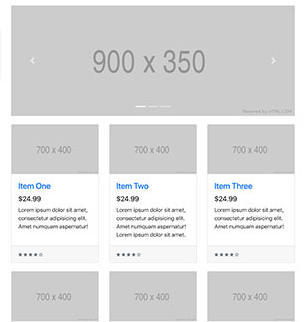 900 x 350
Powered by HTML.COM
700 x 400
700 x 400
700 x 400
Item One
$24.99
Lorem ipsum dolor sit amet,
consectetur adipisicing elit.
Amet numquam aspernatur!
★★★★☆
Item Two
$24.99
Lorem ipsum dolor sit amet,
consectetur adipisicing elit.
Amet numquam aspernatur!
Lorem ipsum dolor sit amet.
★★★★☆
Item Three
$24.99
Lorem ipsum dolor sit amet,
consectetur adipisicing elit.
Amet numquam aspernatur!
★★★★☆
700 x 400
700 x 400
700 x 400